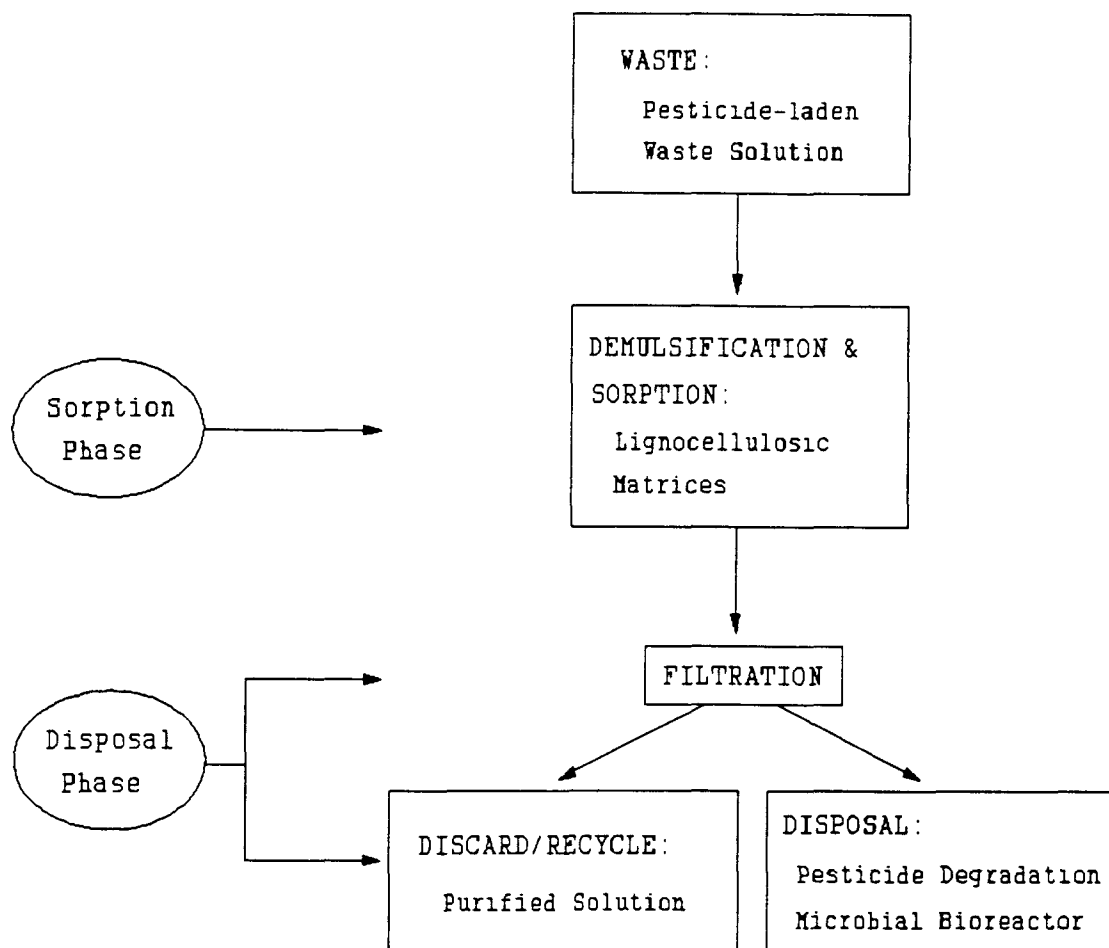 WASTE:
Pesticide-laden
Waste Solution
DEMULSIFICATION &
SORPTION:
Lignocellulosic
Matrices
Sorption
Phase
FILTRATION
Disposal
Phase
DISCARD/RECYCLE:
Purified Solution
DISPOSAL:
Pesticide Degradation
Microbial Bioreactor